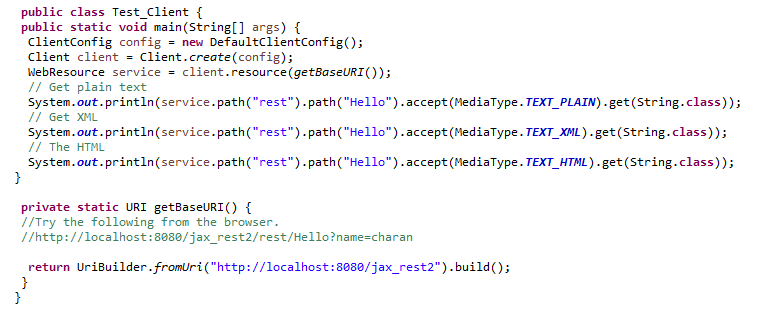 public class Test_Client {
public static void main(String[] args) {
ClientConfig config = new DefaultClientConfig();
Client client = Client.create(config);
WebResource service = client.resource(getBaseURI());
// Get plain text
System.out.println(service.path("rest").path("Hello").accept(MediaType.TEXT_PLAIN).get(String.class));
// Get XML
System.out.println(service.path("rest").path("Hello").accept(MediaType.TEXT_XML).get(String.class));
// The HTML
System.out.println(service.path("rest").path("Hello").accept(MediaType.TEXT_HTML).get(String.class));
}
private static URI getBaseURI() {
//Try the following from the browser.
//http://localhost:8080/jax_rest2/rest/Hello?name=charan
return UriBuilder.fromUri("http://localhost:8080/jax_rest2").build();
}
}